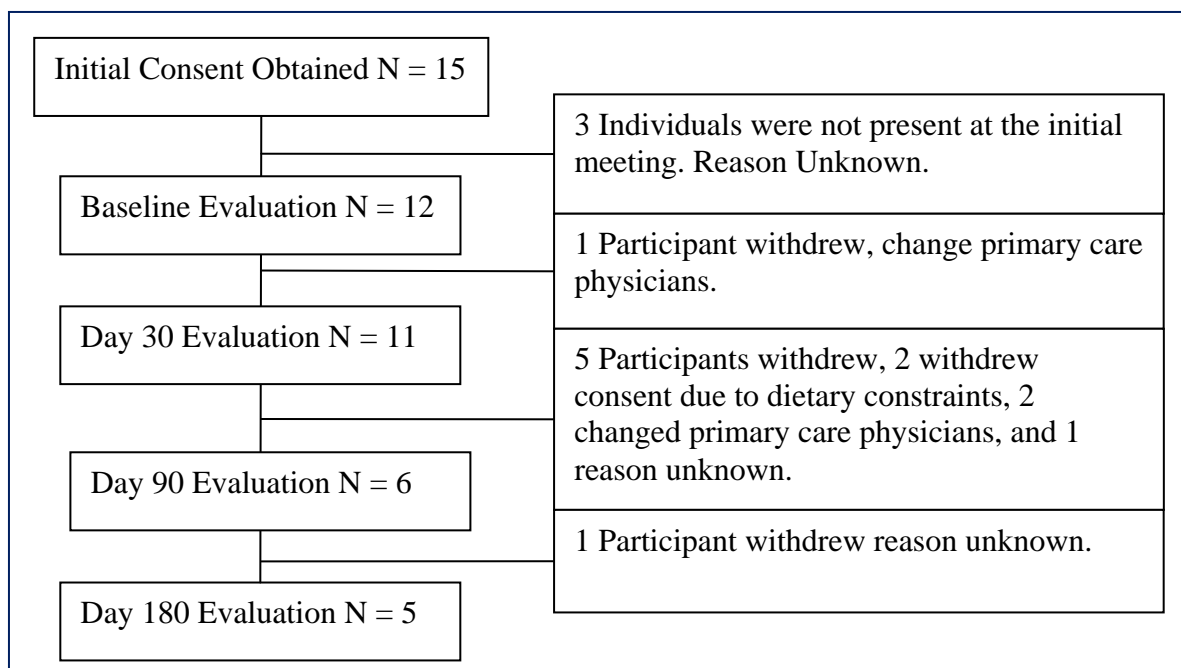 Initial Consent Obtained N = 15
3 Individuals were not present at the initial
meeting. Reason Unknown.
Baseline Evaluation N = 12
1 Participant withdrew, change primary care
physicians.
Day 30 Evaluation N = 11
5 Participants withdrew, 2 withdrew
consent due to dietary constraints, 2
changed primary care physicians, and 1
reason unknown.
Day 90 Evaluation N = 6
1 Participant withdrew reason unknown.
Day 180 Evaluation N = 5